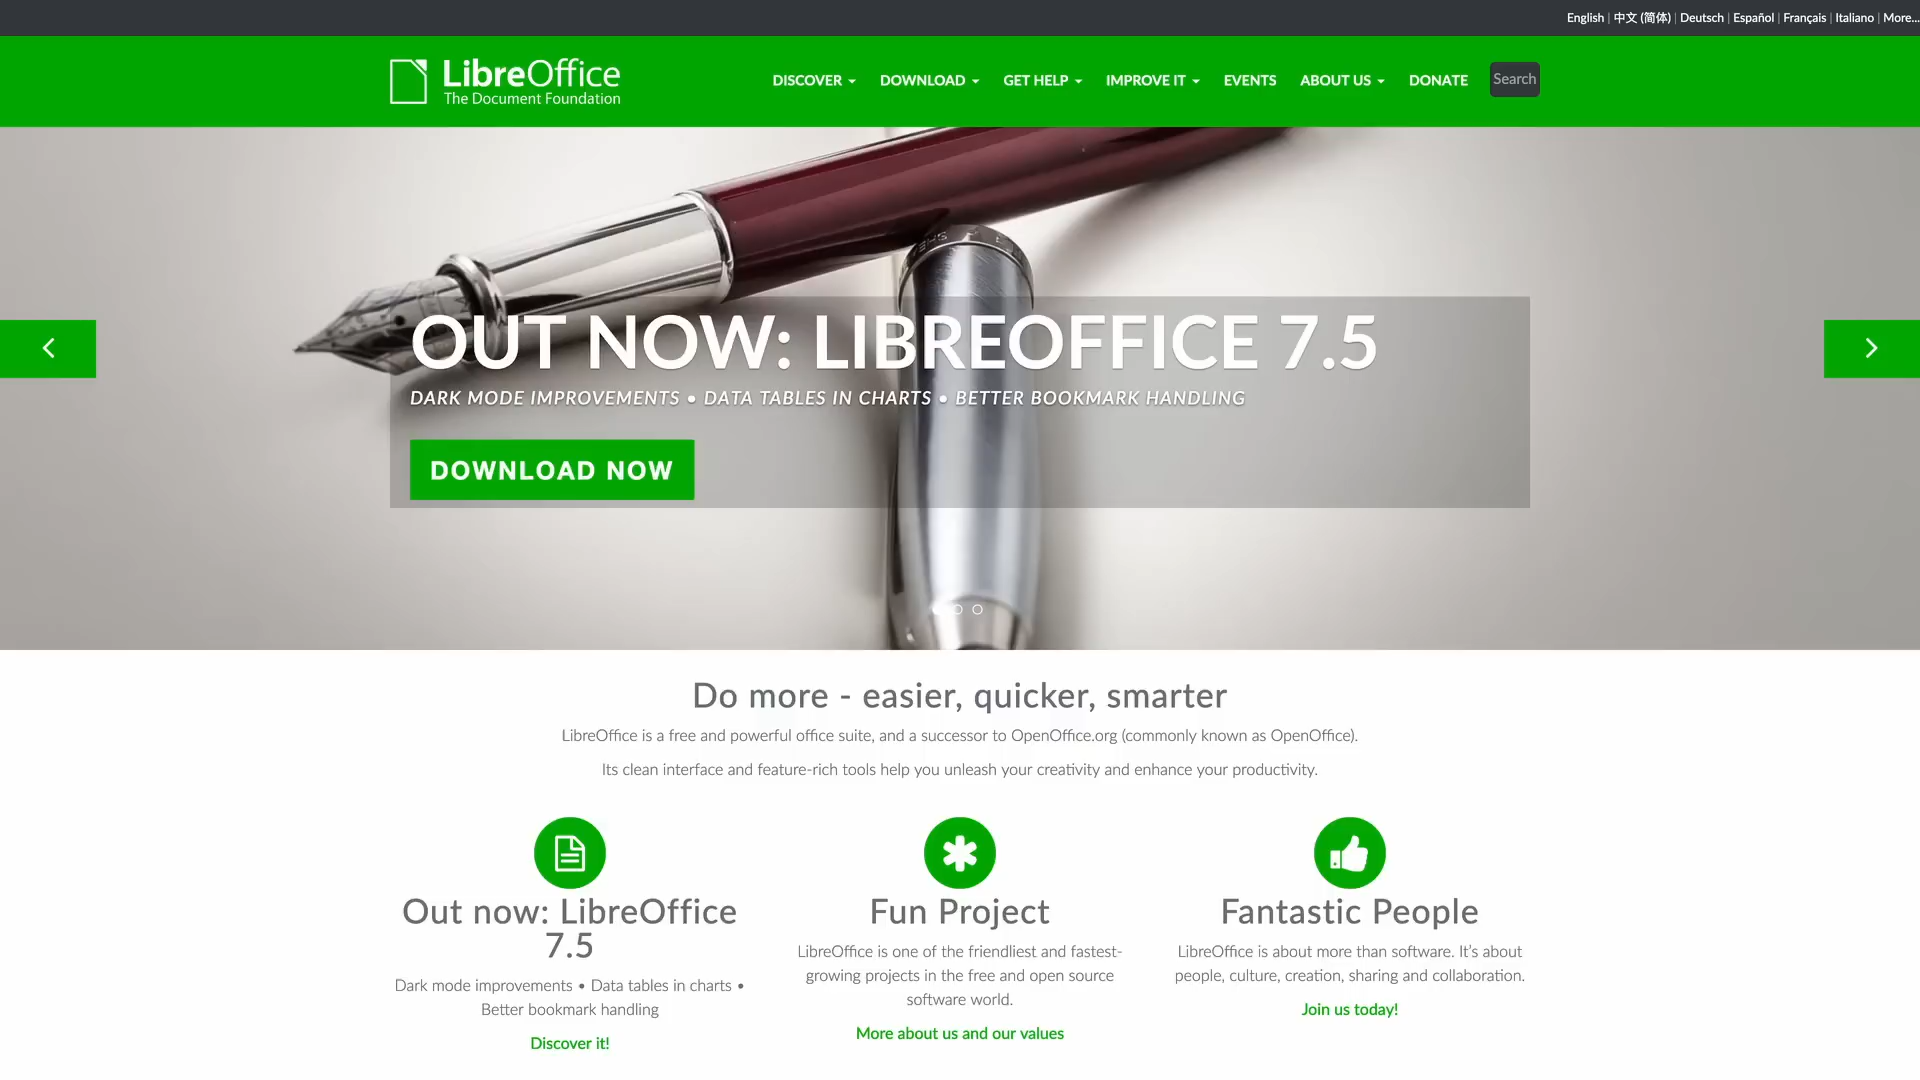 English | 中文 (简体) | Deutsch | Español | Français | Italiano | More...
LibreOffice
The Document Foundation
DISCOVER DOWNLOAD GET HELP IMPROVE IT EVENTS ABOUT US DONATE Search
OUT NOW: LIBREOFFICE 7.5
DARK MODE IMPROVEMENTS • DATA TABLES IN CHARTS • BETTER BOOKMARK HANDLING
DOWNLOAD NOW
Do more - easier, quicker, smarter
LibreOffice is a free and powerful office suite, and a successor to OpenOffice.org (commonly known as OpenOffice).
Its clean interface and feature-rich tools help you unleash your creativity and enhance your productivity.
Out now: LibreOffice
7.5
Dark mode improvements • Data tables in charts •
Better bookmark handling
Discover it!
Fun Project
LibreOffice is one of the friendliest and fastest-
growing projects in the free and open source
software world.
More about us and our values
Fantastic People
LibreOffice is about more than software. It’s about
people, culture, creation, sharing and collaboration.
Join us today!